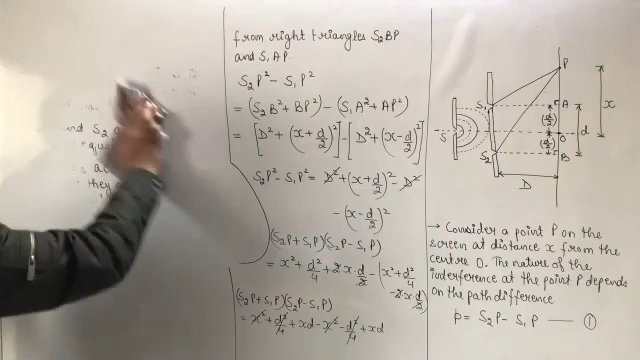 and S₂ a
from right triangles S₂BP
and S₁AP.
S₂P² – S₁P²
= (S₂B² + BP²) – (S₁A² + AP²)
= [D² + (x + d/2)²] – [D² + (x – d/2)²]
S₂P² – S₁P² = D² + (x + d/2)² – D²
– (x – d/2)²
(S₂P + S₁P)(S₂P – S₁P)
= x² + d²/4 + 2x·d/2 – (x² + d²/4
– 2x d/2)
(S₂P + S₁P)(S₂P – S₁P)
= x² + d²/4 + xd – x² – d²/4 + xd
P
S₁
A
x
(d/2)
d
S
O
(d/2)
S₂
B
D
→ Consider a point P on the
screen at distance x from the
centre O. The nature of the
interference at the point P depends
on the path difference
p = S₂P – S₁P —— ①